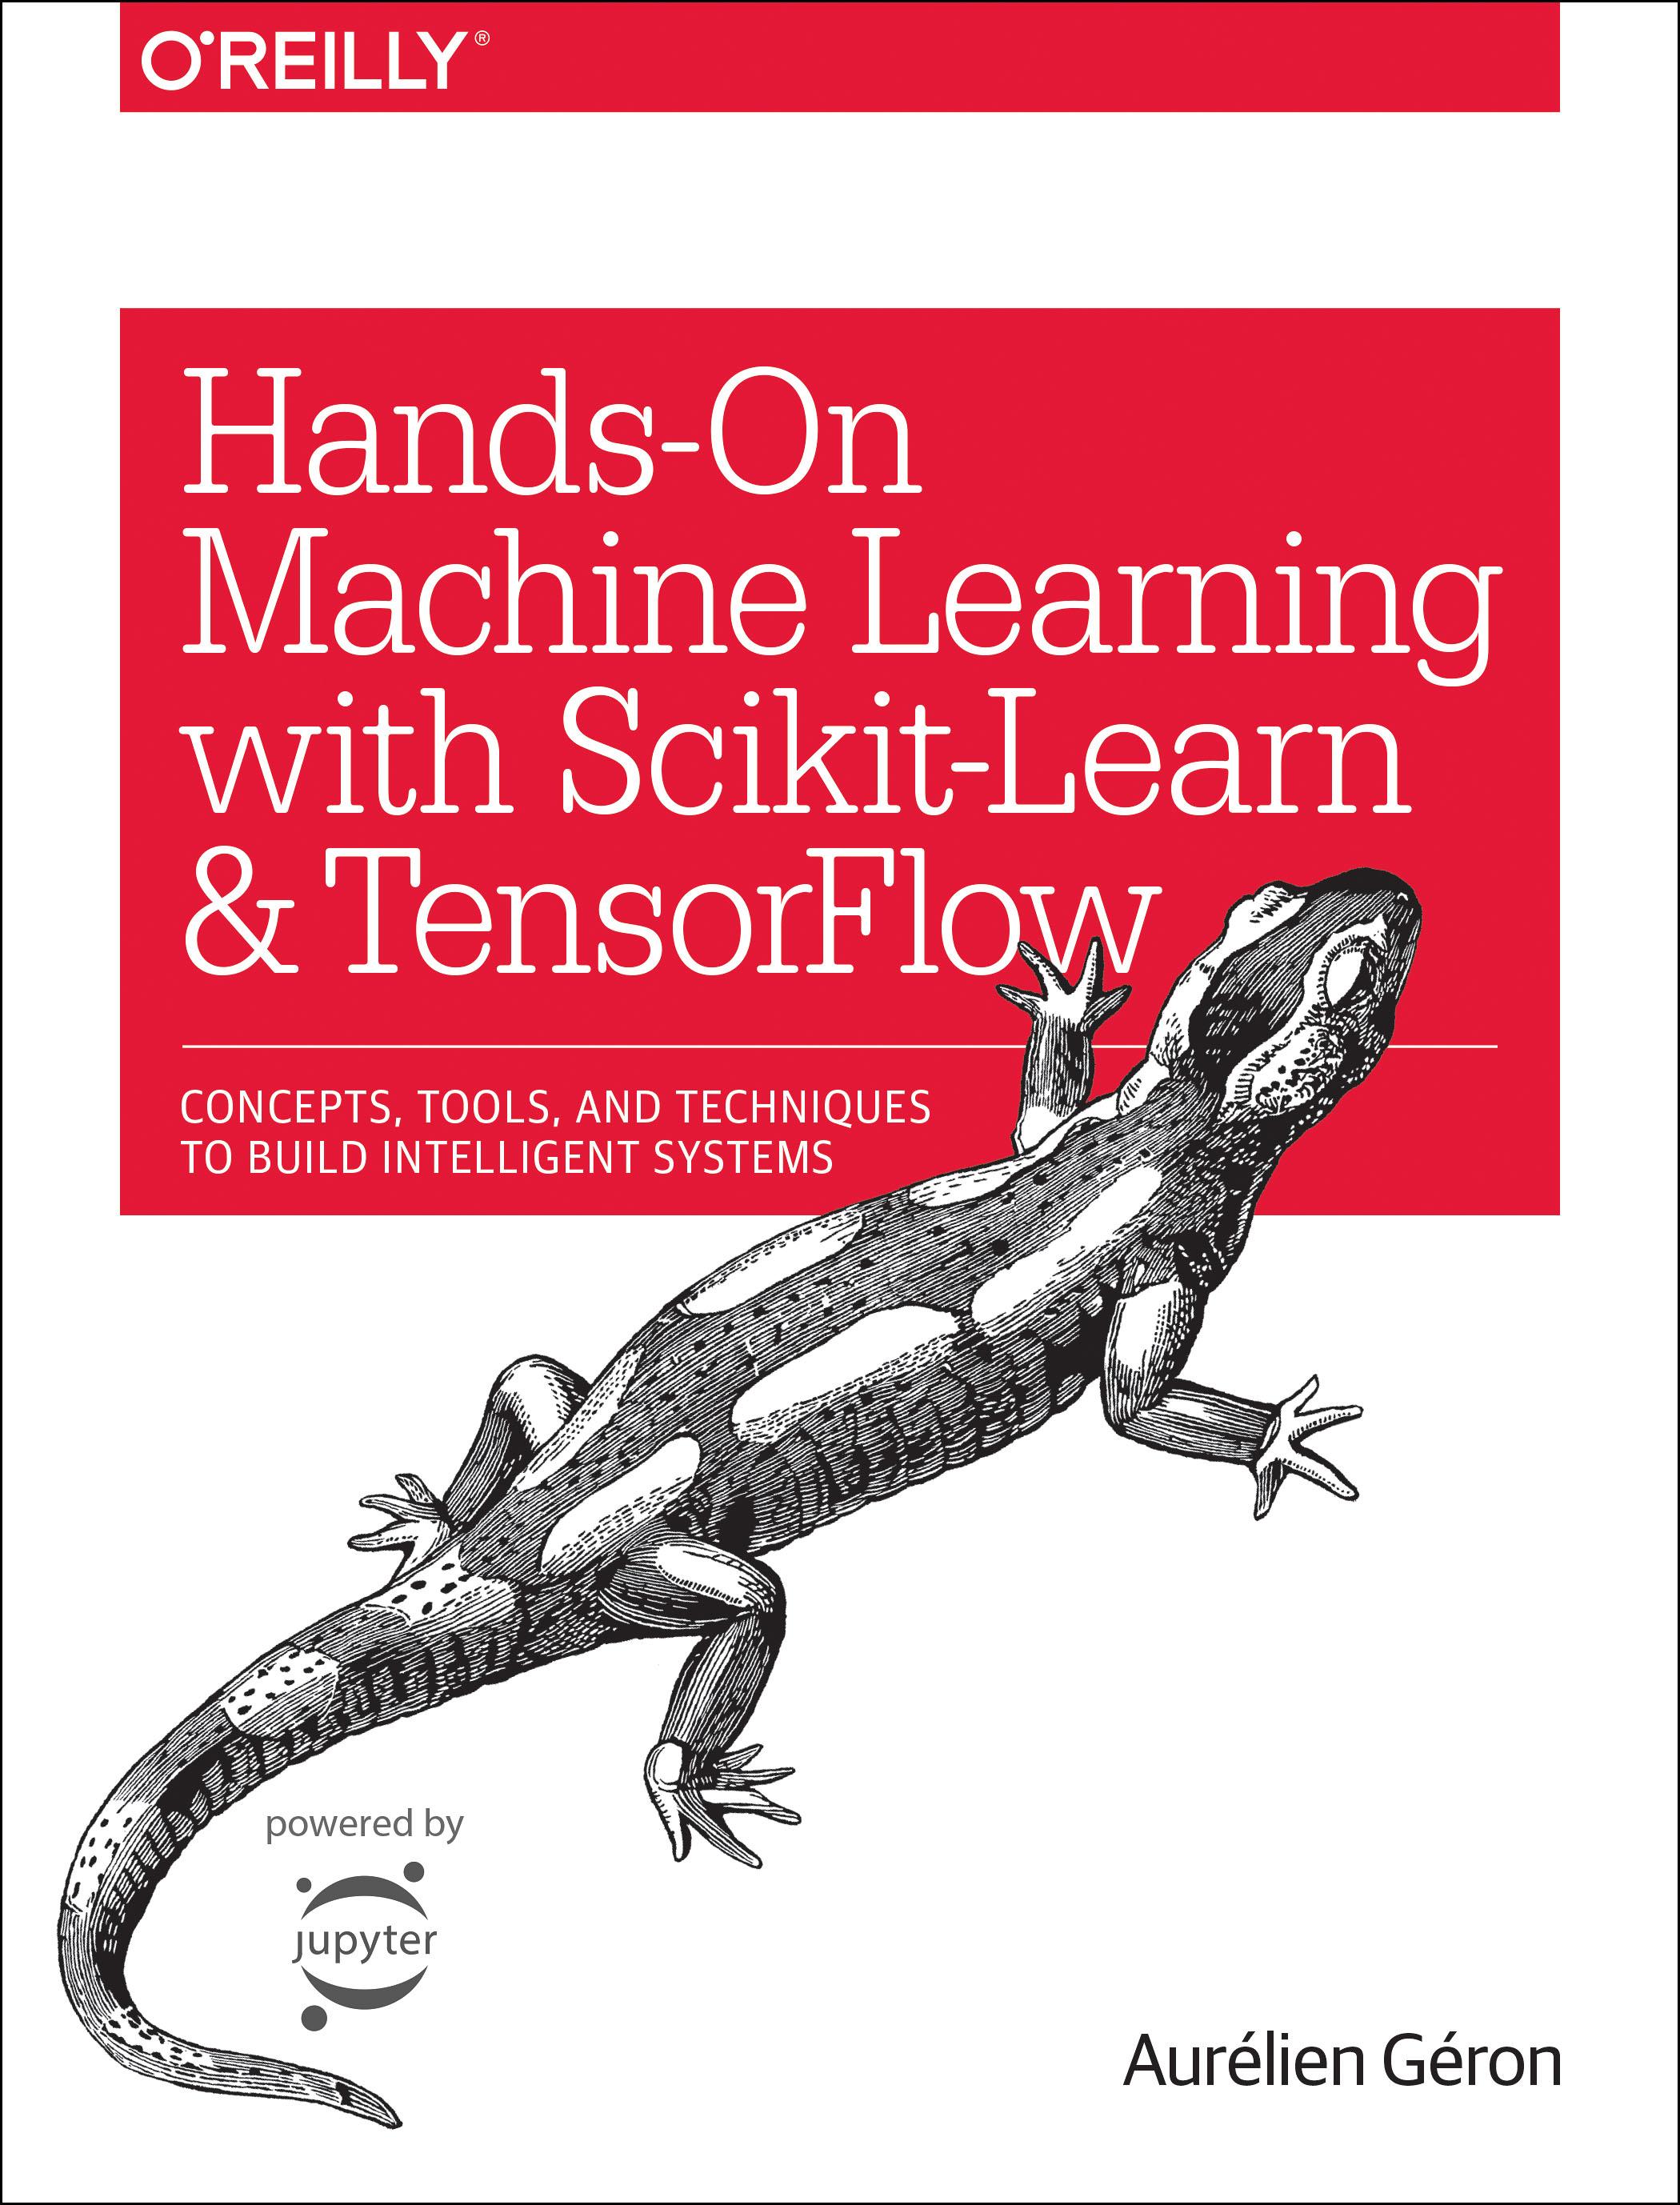 O'REILLY®
Hands-On
Machine Learning
with Scikit-Learn
& TensorFlow
CONCEPTS, TOOLS, AND TECHNIQUES
TO BUILD INTELLIGENT SYSTEMS
powered by
jupyter
Aurélien Géron